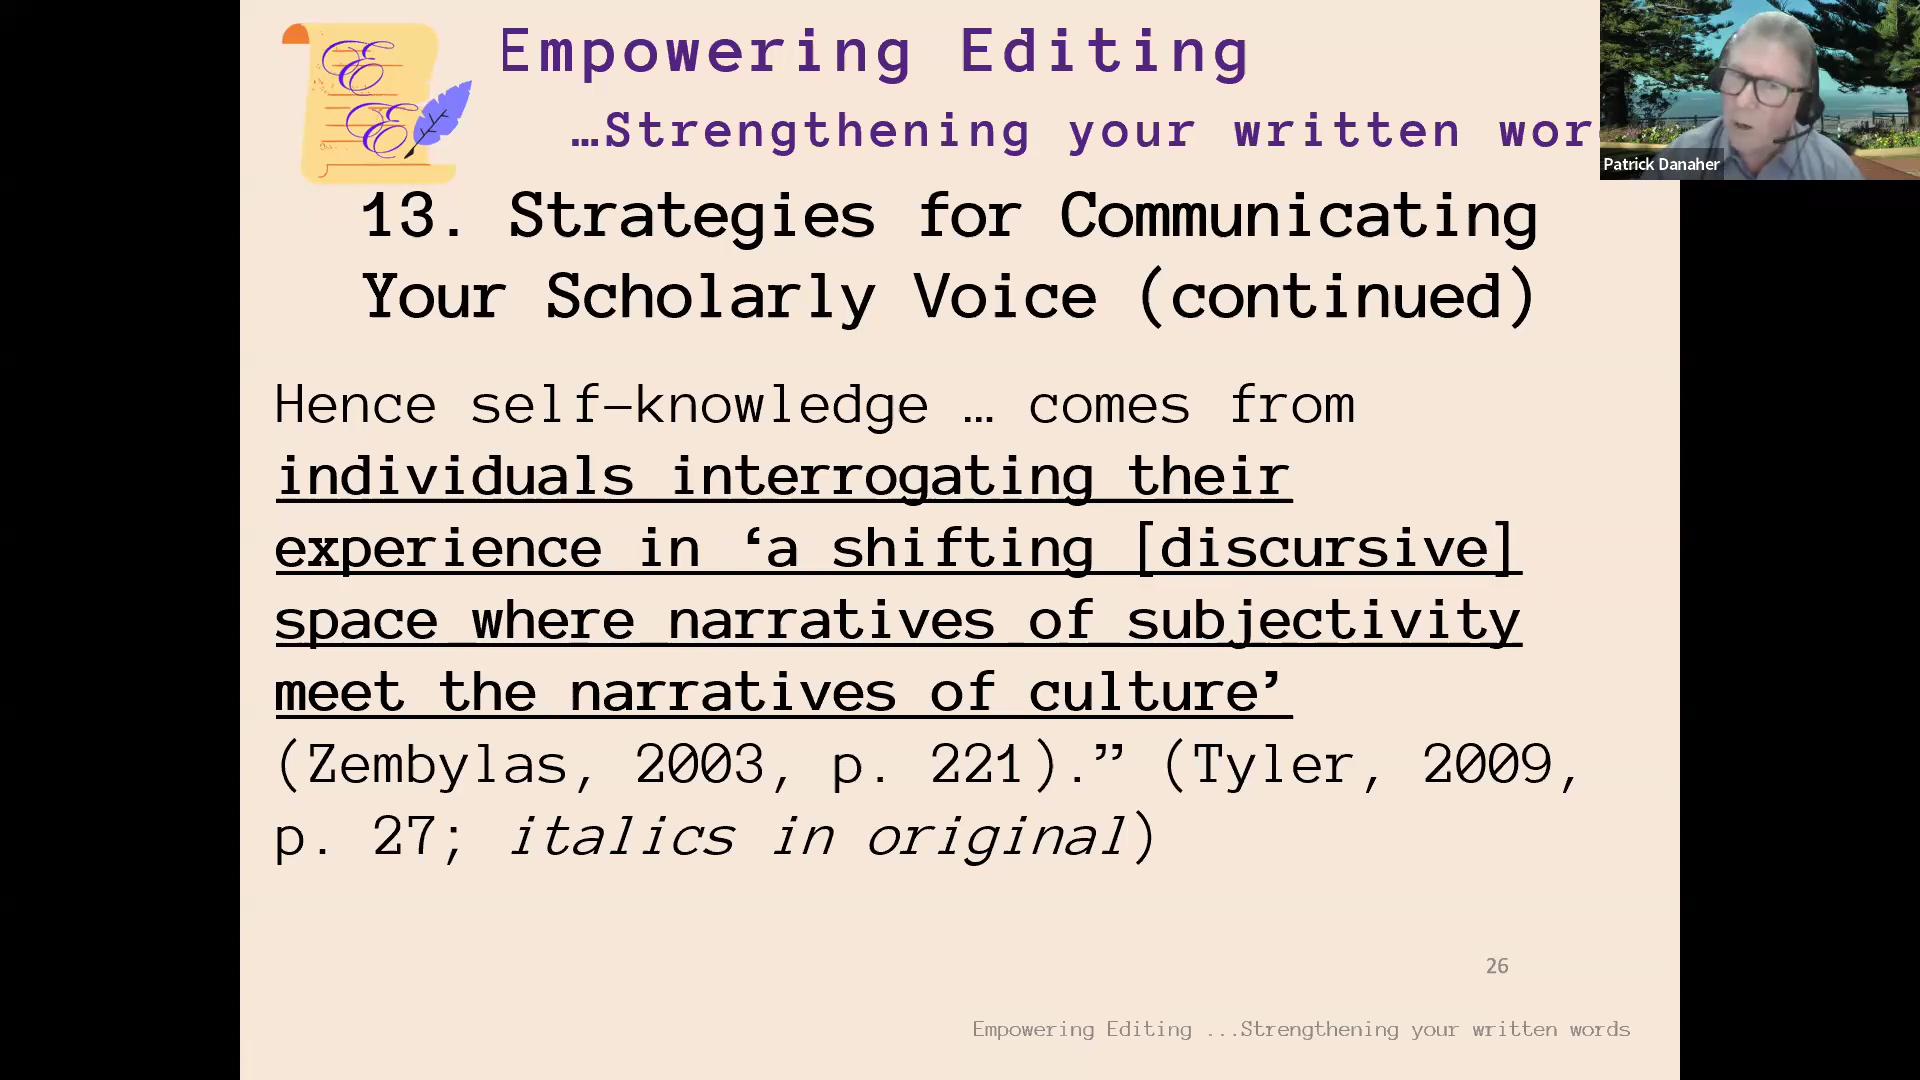 E E
E E
Empowering Editing
…Strengthening your written wor
Patrick Danaher
13. Strategies for Communicating
Your Scholarly Voice (continued)
Hence self-knowledge … comes from
individuals interrogating their
experience in ‘a shifting [discursive]
space where narratives of subjectivity
meet the narratives of culture’
(Zembylas, 2003, p. 221).” (Tyler, 2009,
p. 27; italics in original)
26
Empowering Editing ...Strengthening your written words